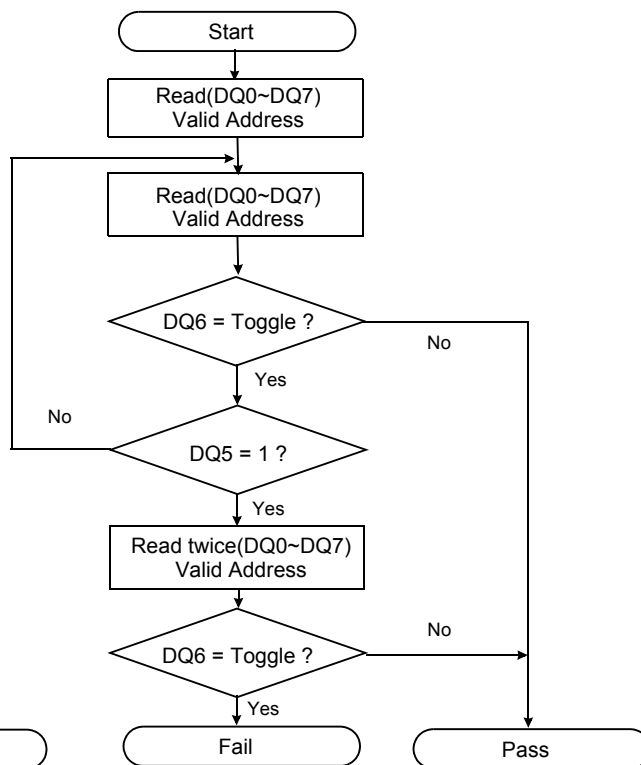 Start
Read(DQ0~DQ7)
Valid Address
Read(DQ0~DQ7)
Valid Address
DQ6 = Toggle ?
No
Yes
No
DQ5 = 1 ?
Yes
Read twice(DQ0~DQ7)
Valid Address
No
DQ6 = Toggle ?
Yes
Fail
Pass